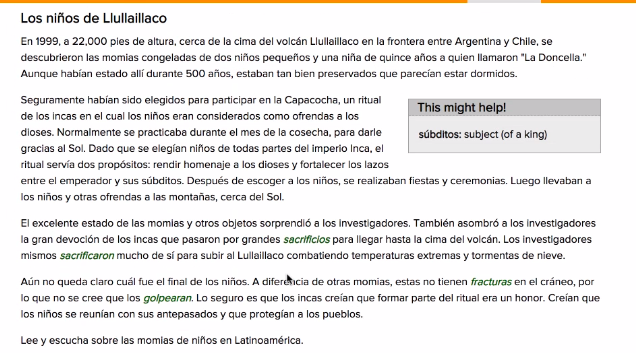 Los niños de Llullaillaco
En 1999, a 22,000 pies de altura, cerca de la cima del volcán Llullaillaco en la frontera entre Argentina y Chile, se
descubrieron las momias congeladas de dos niños pequeños y una niña de quince años a quien llamaron "La Doncella."
Aunque habían estado allí durante 500 años, estaban tan bien preservados que parecían estar dormidos.
Seguramente habían sido elegidos para participar en la Capacocha, un ritual
de los incas en el cual los niños eran considerados como ofrendas a los
dioses. Normalmente se practicaba durante el mes de la cosecha, para darle
gracias al Sol. Dado que se elegían niños de todas partes del imperio Inca, el
ritual servía dos propósitos: rendir homenaje a los dioses y fortalecer los lazos
entre el emperador y sus súbditos. Después de escoger a los niños, se realizaban fiestas y ceremonias. Luego llevaban a
los niños y otras ofrendas a las montañas, cerca del Sol.
This might help!
súbditos: subject (of a king)
El excelente estado de las momias y otros objetos sorprendió a los investigadores. También asombró a los investigadores
la gran devoción de los incas que pasaron por grandes sacrificios para llegar hasta la cima del volcán. Los investigadores
mismos sacrificaron mucho de sí para subir al Lullaillaco combatiendo temperaturas extremas y tormentas de nieve.
Aún no queda claro cuál fue el final de los niños. A diferencia de otras momias, estas no tienen fracturas en el cráneo, por
lo que no se cree que los golpearan. Lo seguro es que los incas creían que formar parte del ritual era un honor. Creían que
los niños se reunían con sus antepasados y que protegían a los pueblos.
Lee y escucha sobre las momias de niños en Latinoamérica.